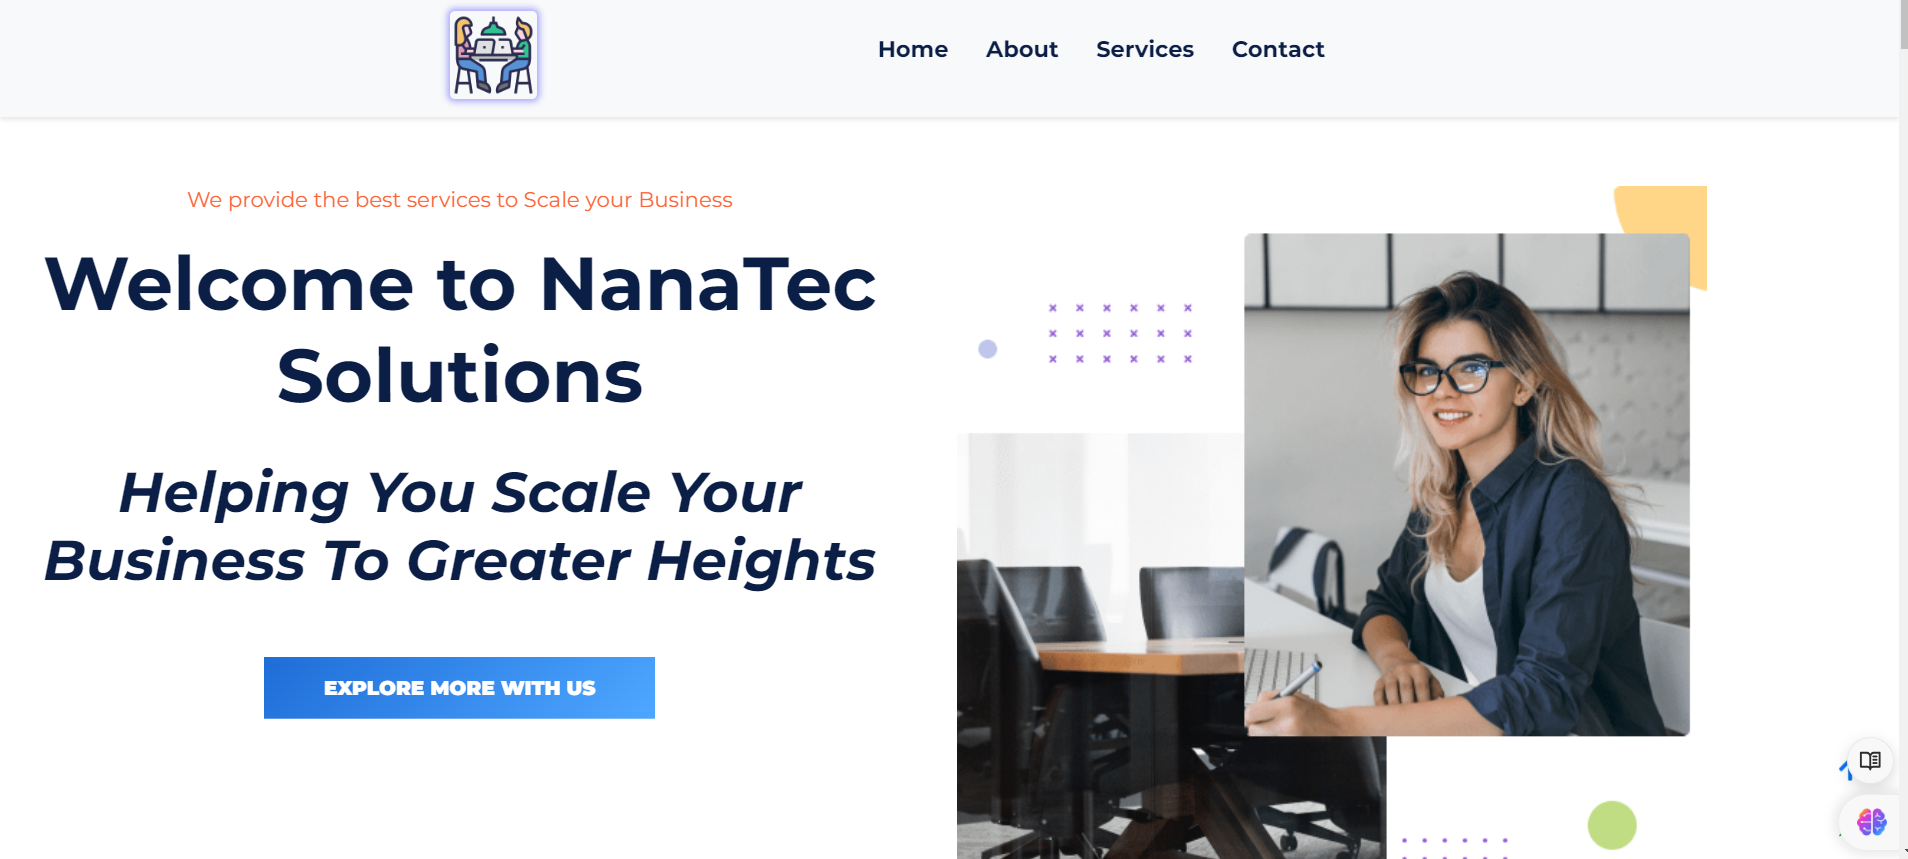 Home About Services Contact
We provide the best services to Scale your Business
Welcome to NanaTec
Solutions
Helping You Scale Your
Business To Greater Heights
EXPLORE MORE WITH US